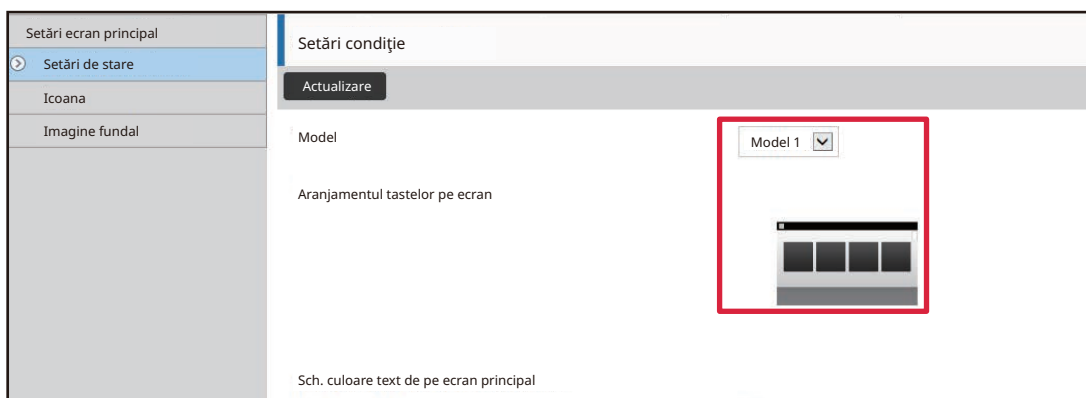 Setări ecran principal
Setări de stare
Icoana
Imagine fundal
Setări condiţie
Actualizare
Model
Model 1
Aranjamentul tastelor pe ecran
Sch. culoare text de pe ecran principal